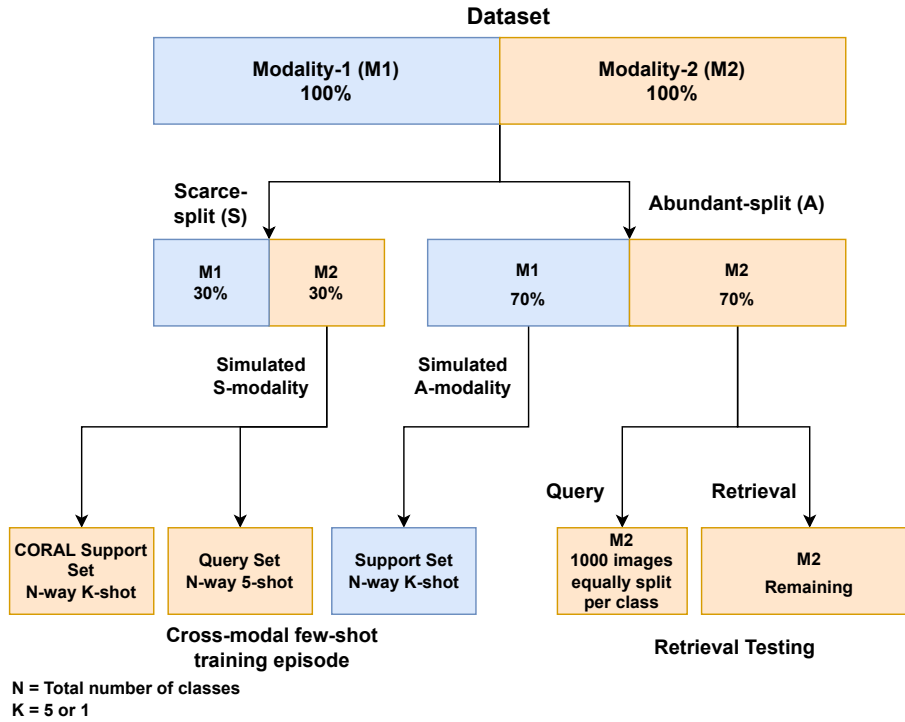 Dataset
Modality-1 (M1)
100%
Modality-2 (M2)
100%
Scarce-
split (S)
Abundant-split (A)
M1
30%
M2
30%
M1
70%
M2
70%
Simulated
S-modality
Simulated
A-modality
Query
Retrieval
CORAL Support
Set
N-way K-shot
Query Set
N-way 5-shot
Support Set
N-way K-shot
M2
1000 images
equally split
per class
M2
Remaining
Cross-modal few-shot
training episode
Retrieval Testing
N = Total number of classes
K = 5 or 1